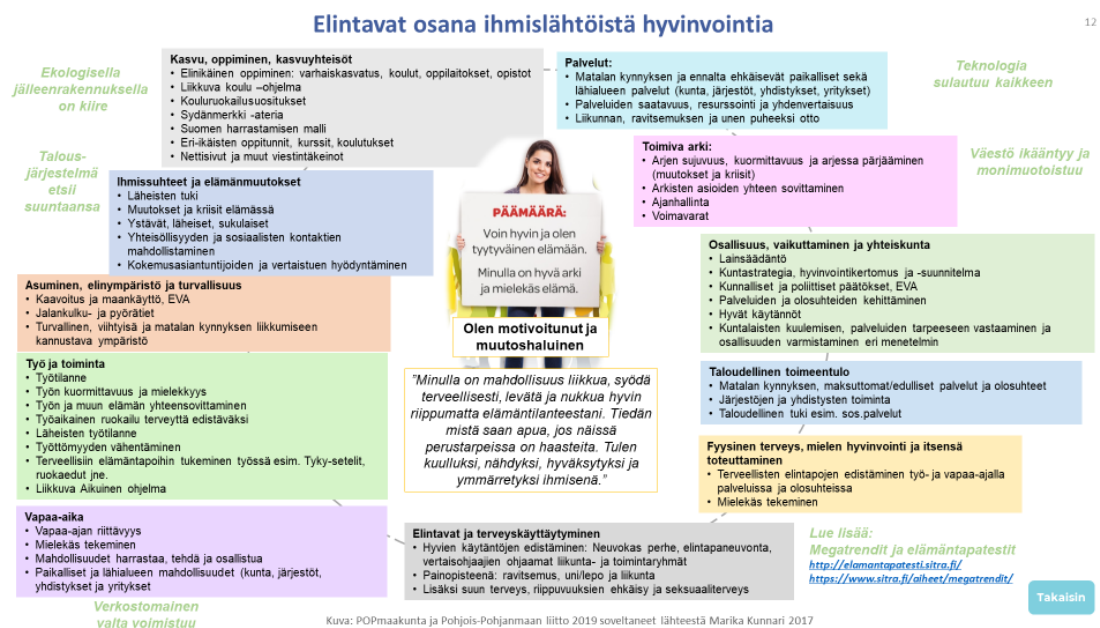 Elintavat osana ihmislähtöistä hyvinvointia
12
Ekologisella
jälleenrakennuksella
on kiire
Kasvu, oppiminen, kasvuyhteisöt
• Elinikäinen oppiminen: varhaiskasvatus, koulut, oppilaitokset, opistot
• Liikkuva koulu –ohjelma
• Kouluruokailusuositukset
• Sydänmerkki -ateria
• Suomen harrastamisen malli
• Eri-ikäisten oppitunnit, kurssit, koulutukset
• Nettisivut ja muut viestintäkeinot
Palvelut:
• Matalan kynnyksen ja ennalta ehkäisevät paikalliset sekä
lähialueen palvelut (kunta, järjestöt, yhdistykset, yritykset)
• Palveluiden saatavuus, resurssointi ja yhdenvertaisuus
• Liikunnan, ravitsemuksen ja unen puheeksi otto
Teknologia
sulautuu kaikkeen
Talous-
järjestelmä
etsii
suuntaansa
Ihmissuhteet ja elämänmuutokset
• Läheisten tuki
• Muutokset ja kriisit elämässä
• Ystävät, läheiset, sukulaiset
• Yhteisöllisyyden ja sosiaalisten kontaktien
mahdollistaminen
• Kokemusasiantuntijoiden ja vertaistuen hyödyntäminen
PÄÄMÄÄRÄ:
Voin hyvin ja olen
tyytyväinen elämään.
Minulla on hyvä arki
ja mielekäs elämä.
Olen motivoitunut ja
muutoshaluinen
Toimiva arki:
• Arjen sujuvuus, kuormittavuus ja arjessa pärjääminen
(muutokset ja kriisit)
• Arkisten asioiden yhteen sovittaminen
• Ajanhallinta
• Voimavarat
Väestö ikääntyy ja
monimuotoistuu
Osallisuus, vaikuttaminen ja yhteiskunta
• Lainsäädäntö
• Kuntastrategia, hyvinvointikertomus ja -suunnitelma
• Kunnalliset ja poliittiset päätökset, EVA
• Palveluiden ja olosuhteiden kehittäminen
• Hyvät käytännöt
• Kuntalaisten kuulemisen, palveluiden tarpeeseen vastaaminen ja
osallisuuden varmistaminen eri menetelmin
Asuminen, elinympäristö ja turvallisuus
• Kaavoitus ja maankäyttö, EVA
• Jalankulku- ja pyörätiet
• Turvallinen, viihtyisä ja matalan kynnyksen liikkumiseen
kannustava ympäristö
Työ ja toiminta
• Työtilanne
• Työn kuormittavuus ja mielekkyys
• Työn ja muun elämän yhteensovittaminen
• Työaikainen ruokailu terveyttä edistäväksi
• Läheisten työtilanne
• Työttömyyden vähentäminen
• Terveellisiin elämäntapoihin tukeminen työssä esim. Tyky-setelit,
ruokaedut jne.
• Liikkuva Aikuinen ohjelma
"Minulla on mahdollisuus liikkua, syödä
terveellisesti, levätä ja nukkua hyvin
riippumatta elämäntilanteestani. Tiedän
mistä saan apua, jos näissä
perustarpeissa on haasteita. Tulen
kuulluksi, nähdyksi, hyväksytyksi ja
ymmärretyksi ihmisenä."
Taloudellinen toimeentulo
• Matalan kynnyksen, maksuttomat/edulliset palvelut ja olosuhteet
• Järjestöjen ja yhdistysten toiminta
• Taloudellinen tuki esim. sos.palvelut
Fyysinen terveys, mielen hyvinvointi ja itsensä
toteuttaminen
• Terveellisten elintapojen edistäminen työ- ja vapaa-ajalla
palveluissa ja olosuhteissa
• Mielekäs tekeminen
Vapaa-aika
• Vapaa-ajan riittävyys
• Mielekäs tekeminen
• Mahdollisuudet harrastaa, tehdä ja osallistua
• Paikalliset ja lähialueen mahdollisuudet (kunta, järjestöt,
yhdistykset ja yritykset
Elintavat ja terveyskäyttäytyminen
• Hyvien käytäntöjen edistäminen: Neuvokas perhe, elintapaneuvonta,
vertaisohjaajien ohjaamat liikunta- ja toimintaryhmät
• Painopisteenä: ravitsemus, uni/lepo ja liikunta
• Lisäksi suun terveys, riippuvuuksien ehkäisy ja seksuaaliterveys
Lue lisää:
Megatrendit ja elämäntapatestit
http://elamantapatesti.sitra.fi/
https://www.sitra.fi/aiheet/megatrendit/
Takaisin
Verkostomainen
valta voimistuu
Kuva: POPmaakunta ja Pohjois-Pohjanmaan liitto 2019 soveltaneet lähteestä Marika Kunnari 2017